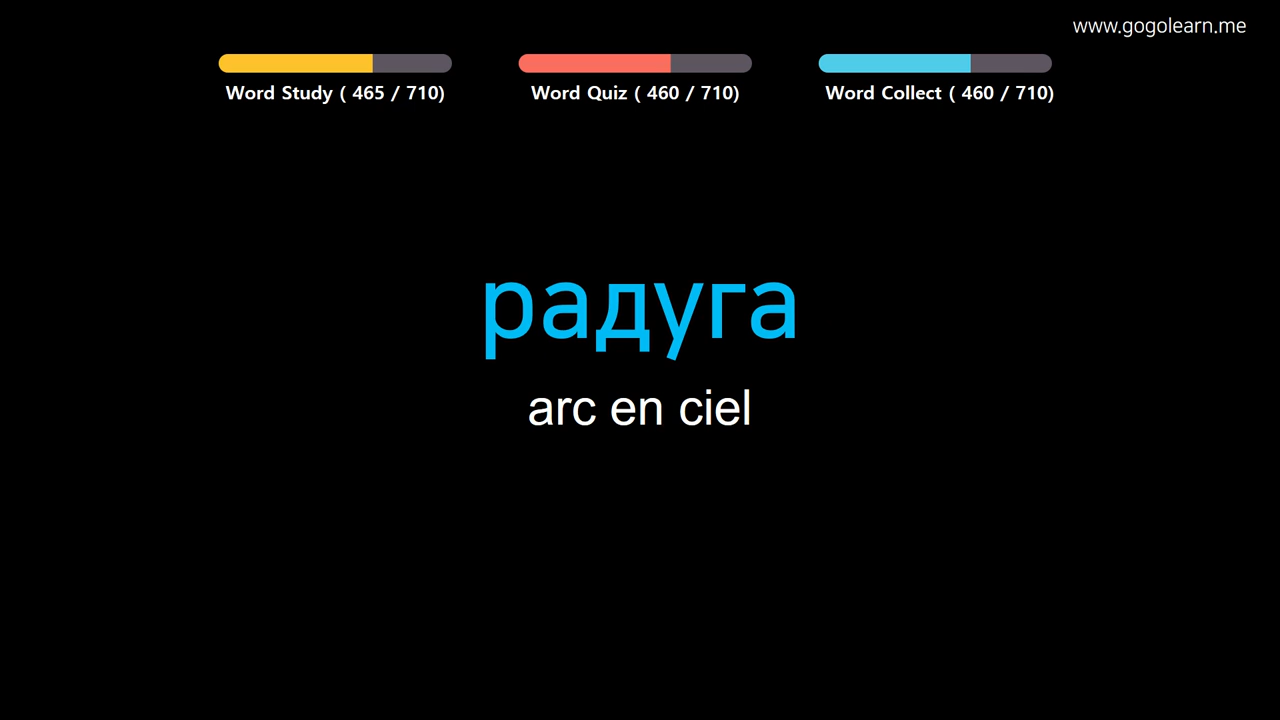 www.gogolearn.me
Word Study ( 465 / 710)
Word Quiz ( 460 / 710)
Word Collect ( 460 / 710)
радуга
arc en ciel